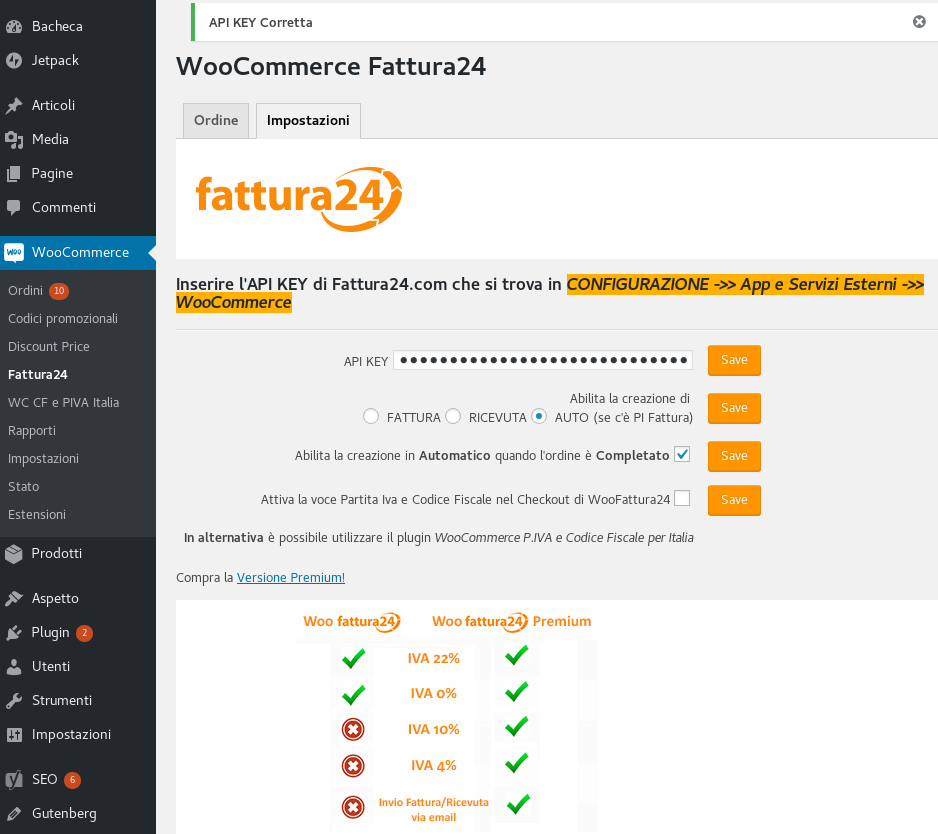 API KEY Corretta
Bacheca
Jetpack
Articoli
Media
Pagine
Commenti
WooCommerce
Ordini 10
Codici promozionali
Discount Price
Fattura24
WC CF e PIVA Italia
Rapporti
Impostazioni
Stato
Estensioni
Prodotti
Aspetto
Plugin 2
Utenti
Strumenti
Impostazioni
SEO 6
Gutenberg
WooCommerce Fattura24
Ordine Impostazioni
fattura24
Inserire l'API KEY di Fattura24.com che si trova in CONFIGURAZIONE ->> App e Servizi Esterni ->>
WooCommerce
API KEY ●●●●●●●●●●●●●●●●●●●●●●●●●●●●● Save
Abilita la creazione di
FATTURA RICEVUTA AUTO (se c'è PI Fattura) Save
Abilita la creazione in Automatico quando l'ordine è Completato Save
Attiva la voce Partita Iva e Codice Fiscale nel Checkout di WooFattura24 Save
In alternativa è possibile utilizzare il plugin WooCommerce P.IVA e Codice Fiscale per Italia
Compra la Versione Premium!
Woo fattura24 Woo fattura24 Premium
IVA 22%
IVA 0%
IVA 10%
IVA 4%
Invio Fattura/Ricevuta
via email